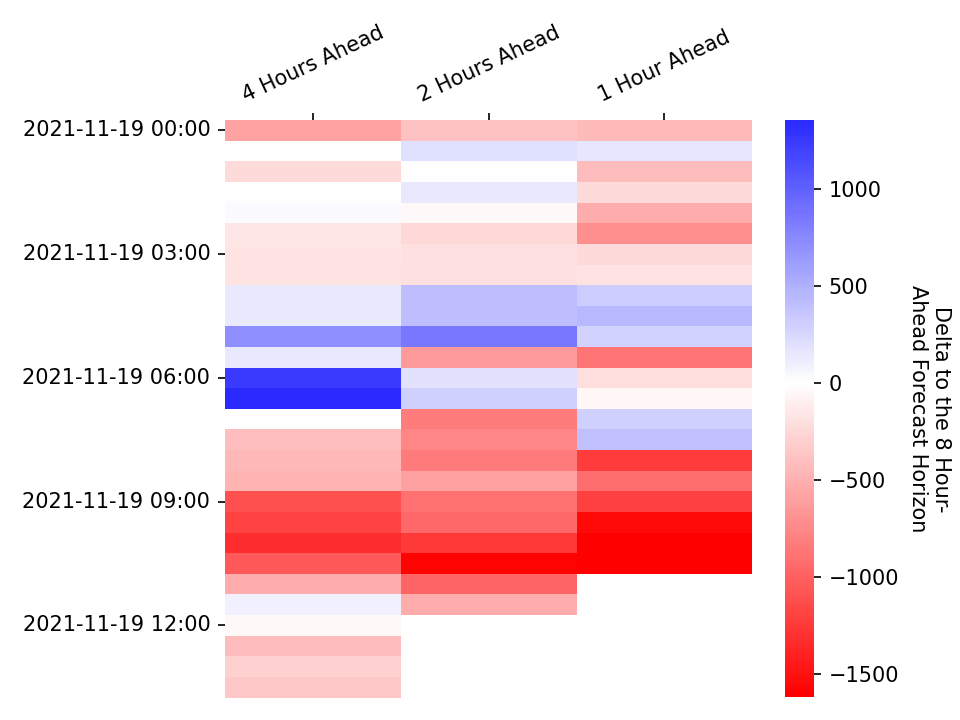 4 Hours Ahead
2 Hours Ahead
1 Hour Ahead
2021-11-19 00:00
2021-11-19 03:00
2021-11-19 06:00
2021-11-19 09:00
2021-11-19 12:00
1000
500
0
−500
−1000
−1500
Delta to the 8 Hour-
Ahead Forecast Horizon